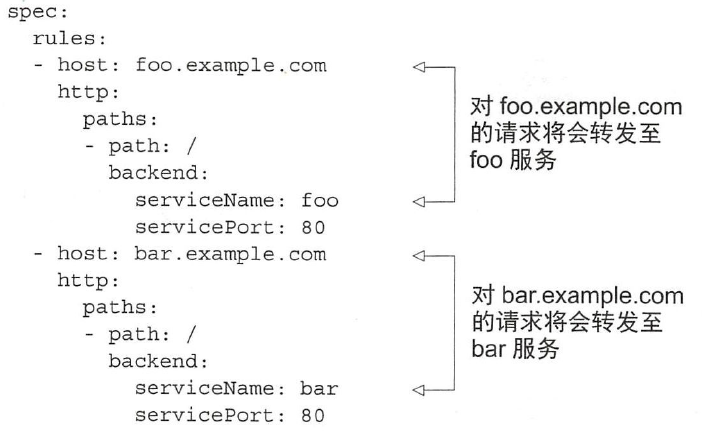 spec:
  rules:
  - host: foo.example.com
    http:
      paths:
      - path: /
        backend:
          serviceName: foo
          servicePort: 80
  - host: bar.example.com
    http:
      paths:
      - path: /
        backend:
          serviceName: bar
          servicePort: 80
对 foo.example.com
的请求将会转发至
foo 服务
对 bar.example.com
的请求将会转发至
bar 服务